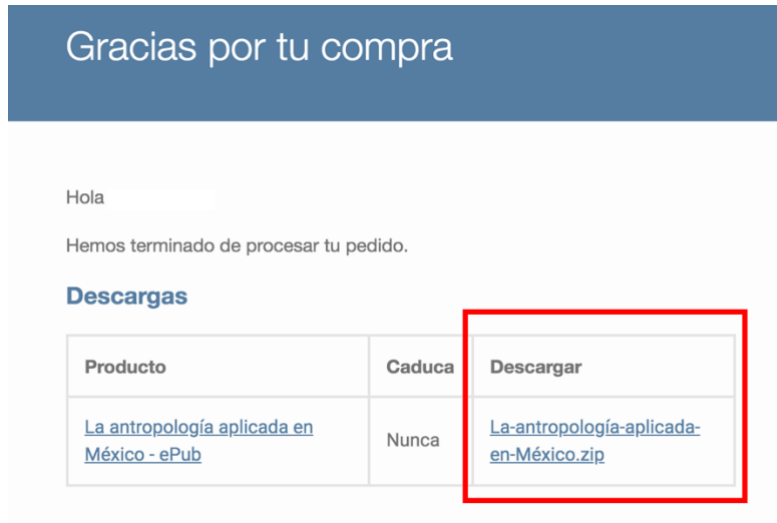 Gracias por tu compra
Hola
Hemos terminado de procesar tu pedido.
Descargas
Producto Caduca Descargar
La antropología aplicada en
México - ePub
Nunca
La-antropología-aplicada-
en-México.zip